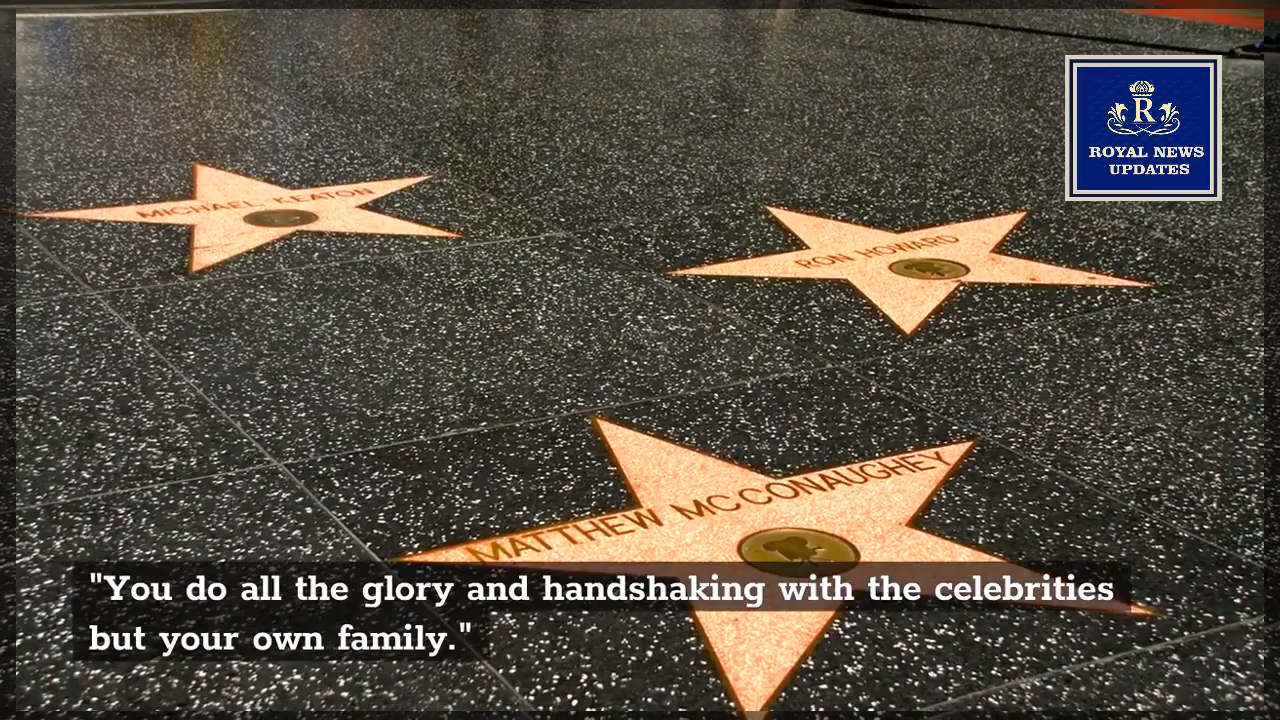 ROYAL NEWS
UPDATES
R
MICHAEL KEATON
RON HOWARD
MATTHEW MCCONAUGHEY
"You do all the glory and handshaking with the celebrities
but your own family."